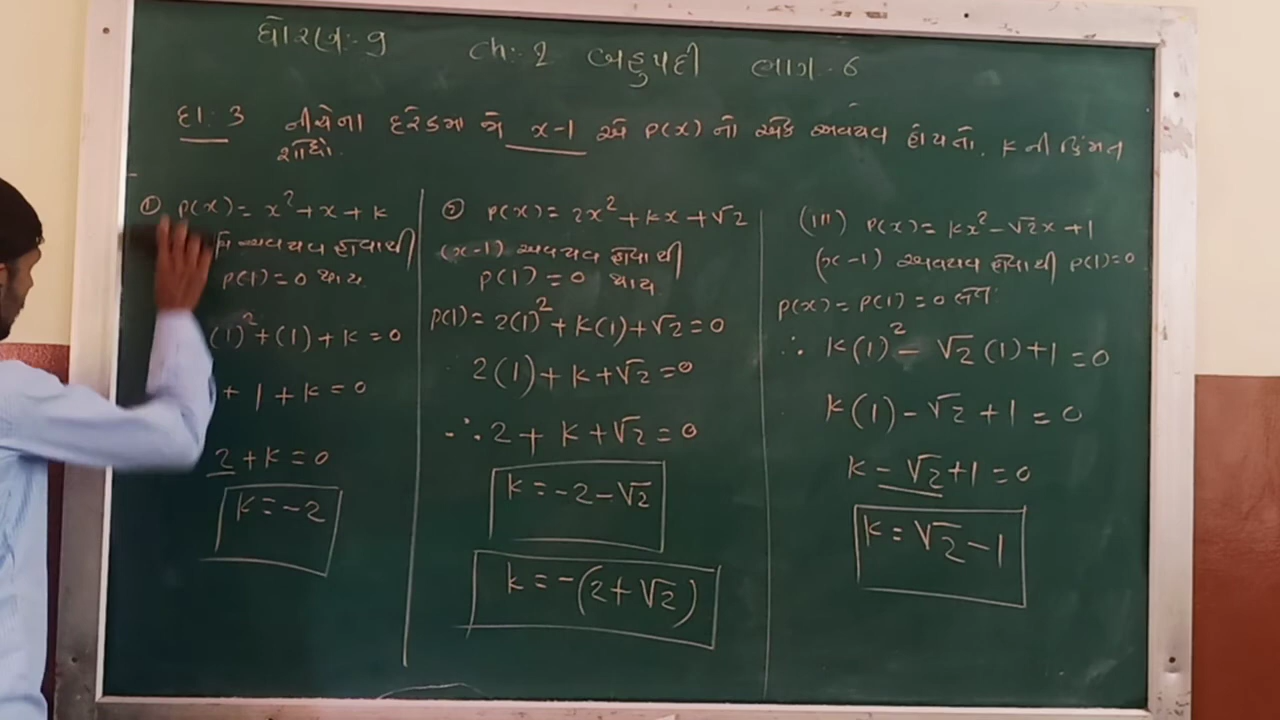 ધોરણ:- 9 Ch:- 2 બહુપદી ભાગ - 6
દા: 3 નીચેના દરેકમાં જો x-1 એ P(x) નો એક અવયવ હોય તો, K ની કિંમત
શોધો.
① P(x) = x² + x + k
અવયવ હોવાથી
P(1) = 0 થાય
(1)² + (1) + k = 0
+ 1 + k = 0
2 + k = 0
k = -2
② P(x) = 2x² + kx + √2
(x-1) અવયવ હોવાથી
P(1) = 0 થાય
P(1) = 2(1)² + k(1) + √2 = 0
2(1) + k + √2 = 0
∴ 2 + k + √2 = 0
k = -2 - √2
k = -(2 + √2)
(iii) P(x) = kx² - √2x + 1
(x-1) અવયવ હોવાથી P(1) = 0
P(x) = P(1) = 0 લેતાં
∴ k(1)² - √2 (1) + 1 = 0
k(1) - √2 + 1 = 0
k - √2 + 1 = 0
k = √2 - 1